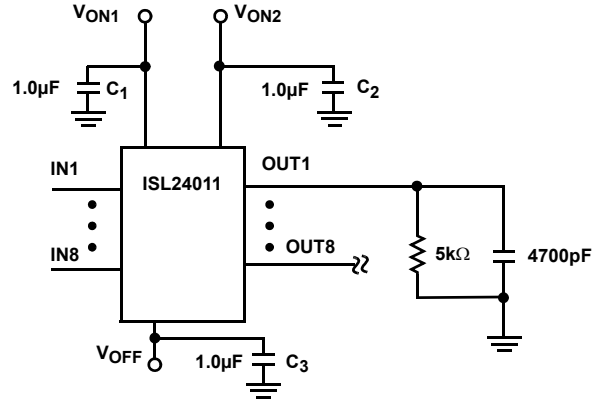 VON1
VON2
1.0µF
C1
1.0µF
C2
IN1
ISL24011
OUT1
IN8
OUT8
5kΩ
4700pF
VOFF
1.0µF
C3